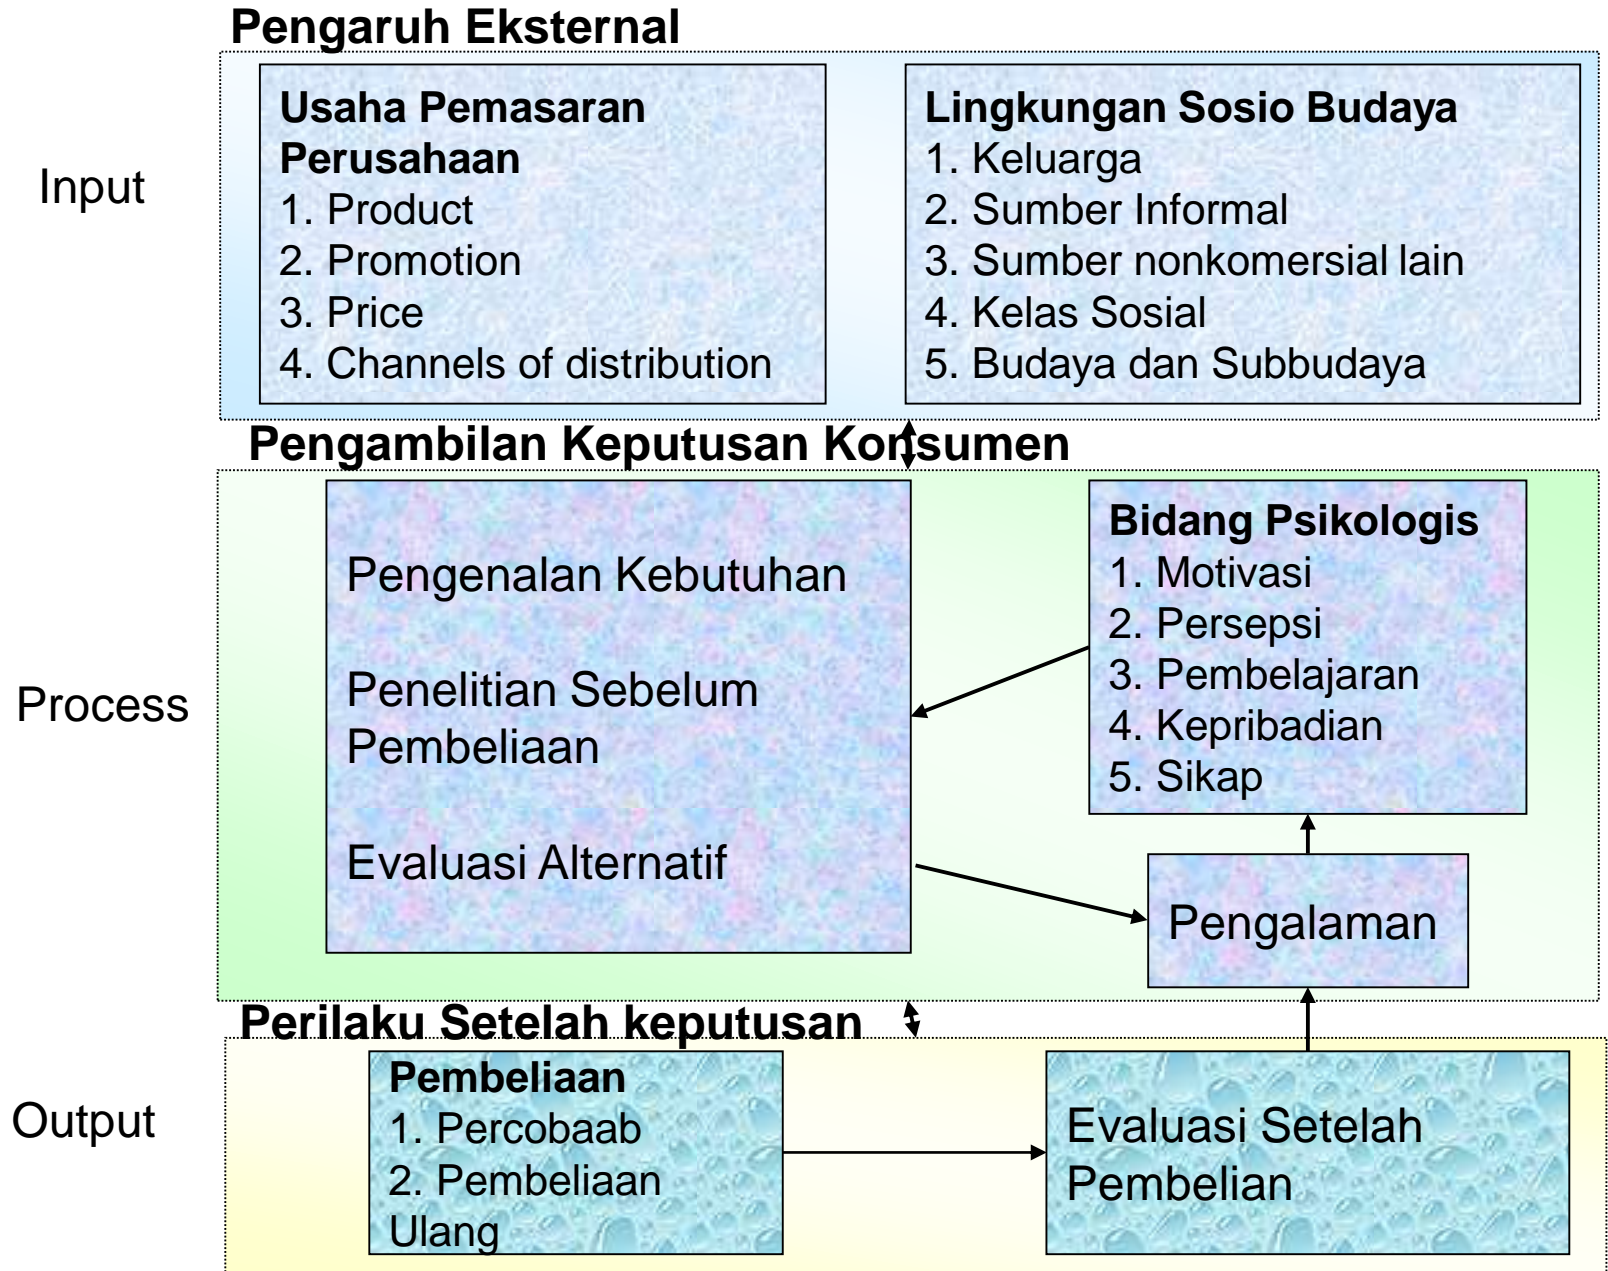 Pengaruh Eksternal
Input
Usaha Pemasaran
Perusahaan
1. Product
2. Promotion
3. Price
4. Channels of distribution
Lingkungan Sosio Budaya
1. Keluarga
2. Sumber Informal
3. Sumber nonkomersial lain
4. Kelas Sosial
5. Budaya dan Subbudaya
Pengambilan Keputusan Konsumen
Process
Pengenalan Kebutuhan
Penelitian Sebelum
Pembeliaan
Evaluasi Alternatif
Bidang Psikologis
1. Motivasi
2. Persepsi
3. Pembelajaran
4. Kepribadian
5. Sikap
Pengalaman
Perilaku Setelah keputusan
Output
Pembeliaan
1. Percobaab
2. Pembeliaan
Ulang
Evaluasi Setelah
Pembelian